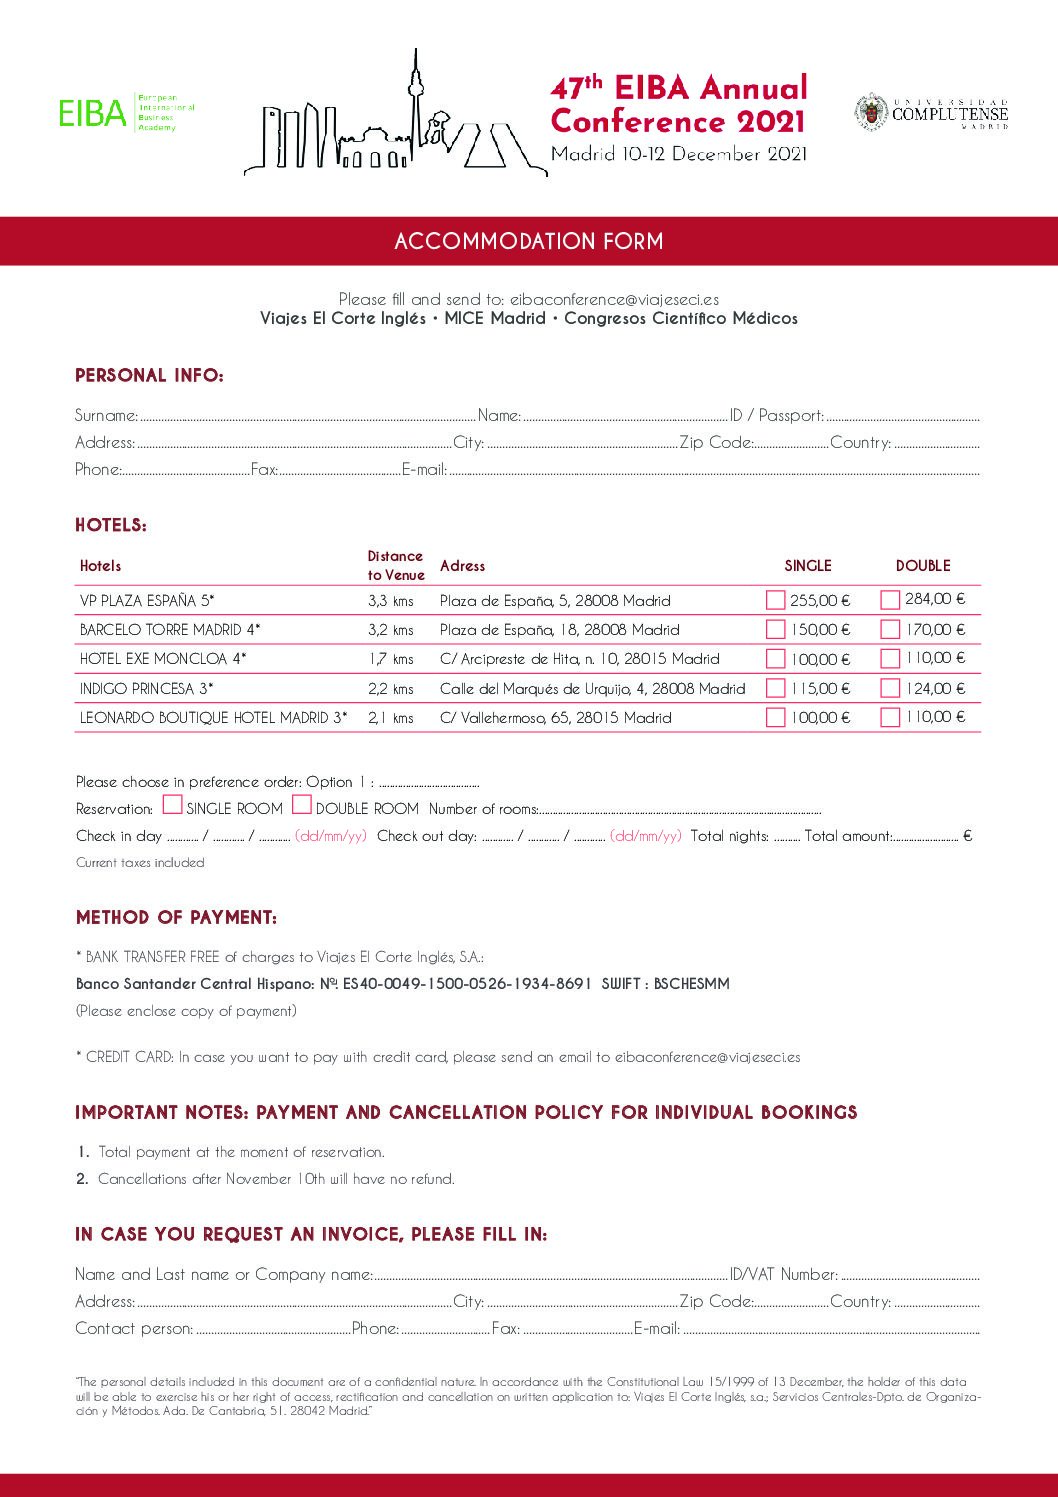 EIBA
European
International
Business
Academy
47th EIBA Annual
Conference 2021
Madrid 10-12 December 2021
UNIVERSIDAD
COMPLUTENSE
MADRID
ACCOMMODATION FORM
Please fill and send to: eibaconference@viajeseci.es
Viajes El Corte Inglés • MICE Madrid • Congresos Científico Médicos
PERSONAL INFO:
Surname: Name: ID / Passport:
Address: City: Zip Code: Country:
Phone: Fax: E-mail:
HOTELS:
Hotels Distance to Venue Adress SINGLE DOUBLE
VP PLAZA ESPAÑA 5* 3,3 kms Plaza de España, 5, 28008 Madrid 255,00 € 284,00 €
BARCELO TORRE MADRID 4* 3,2 kms Plaza de España, 18, 28008 Madrid 150,00 € 170,00 €
HOTEL EXE MONCLOA 4* 1,7 kms C/ Arcipreste de Hita, n. 10, 28015 Madrid 100,00 € 110,00 €
INDIGO PRINCESA 3* 2,2 kms Calle del Marqués de Urquijo, 4, 28008 Madrid 115,00 € 124,00 €
LEONARDO BOUTIQUE HOTEL MADRID 3* 2,1 kms C/ Vallehermoso, 65, 28015 Madrid 100,00 € 110,00 €
Please choose in preference order: Option 1 :
Reservation: SINGLE ROOM DOUBLE ROOM Number of rooms:
Check in day / / (dd/mm/yy) Check out day: / / (dd/mm/yy) Total nights: Total amount: €
Current taxes included
METHOD OF PAYMENT:
* BANK TRANSFER FREE of charges to Viajes El Corte Inglés, S.A.:
Banco Santander Central Hispano: Nº: ES40-0049-1500-0526-1934-8691 SWIFT : BSCHESMM
(Please enclose copy of payment)
* CREDIT CARD: In case you want to pay with credit card, please send an email to eibaconference@viajeseci.es
IMPORTANT NOTES: PAYMENT AND CANCELLATION POLICY FOR INDIVIDUAL BOOKINGS
1. Total payment at the moment of reservation.
2. Cancellations after November 10th will have no refund.
IN CASE YOU REQUEST AN INVOICE, PLEASE FILL IN:
Name and Last name or Company name: ID/VAT Number:
Address: City: Zip Code: Country:
Contact person: Phone: Fax: E-mail:
"The personal details included in this document are of a confidential nature. In accordance with the Constitutional Law 15/1999 of 13 December, the holder of this data
will be able to exercise his or her right of access, rectification and cancellation on written application to: Viajes El Corte Inglés, s.a.; Servicios Centrales-Dpto. de Organiza-
ción y Métodos. Ada. De Cantabria, 51. 28042 Madrid."